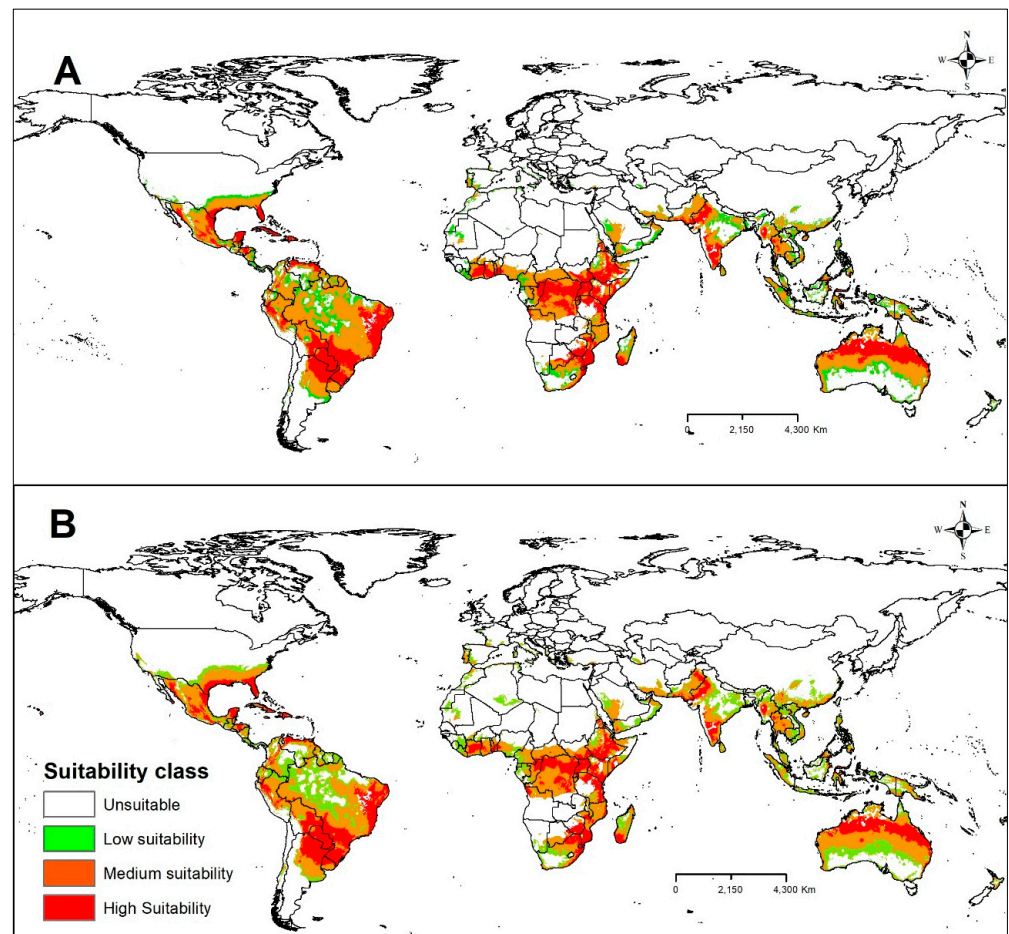 A
N
W E
S
0 2,150 4,300 Km
B
N
W E
S
Suitability class
Unsuitable
Low suitability
Medium suitability
High Suitability
0 2,150 4,300 Km